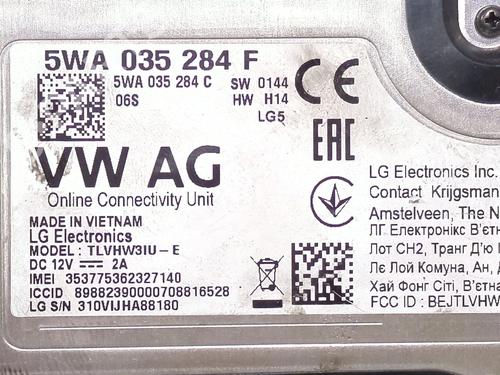 5WA 035 284 F
5WA 035 284 C SW 0144
06S HW H14
LG5
CE
EAC
VW AG
Online Connectivity Unit
MADE IN VIETNAM
LG Electronics
MODEL: TLVHW3IU-E
DC 12V 2A
IMEI 353775362327140
ICCID 89882390000708816528
LG S/N 310VIJHA88180
LG Electronics Inc.
Contact Krijgsman
Amstelveen, The N
ЛГ Електронікс В'єтн
Лот СН2, Транг Д'ю І
Лє Лой Комуна, Ан, Д
Хай Фонг Сіті, В'єтна
FCC ID : BEJTLVHW